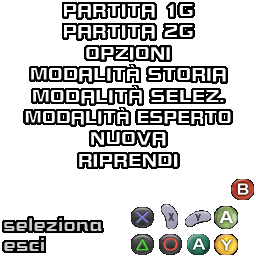 PARTITA 1G
PARTITA 2G
OPZIONI
MODALITÀ STORIA
MODALITÀ SELEZ.
MODALITÀ ESPERTO
NUOVA
RIPRENDI
B
seleziona X X Y A
esci A Y